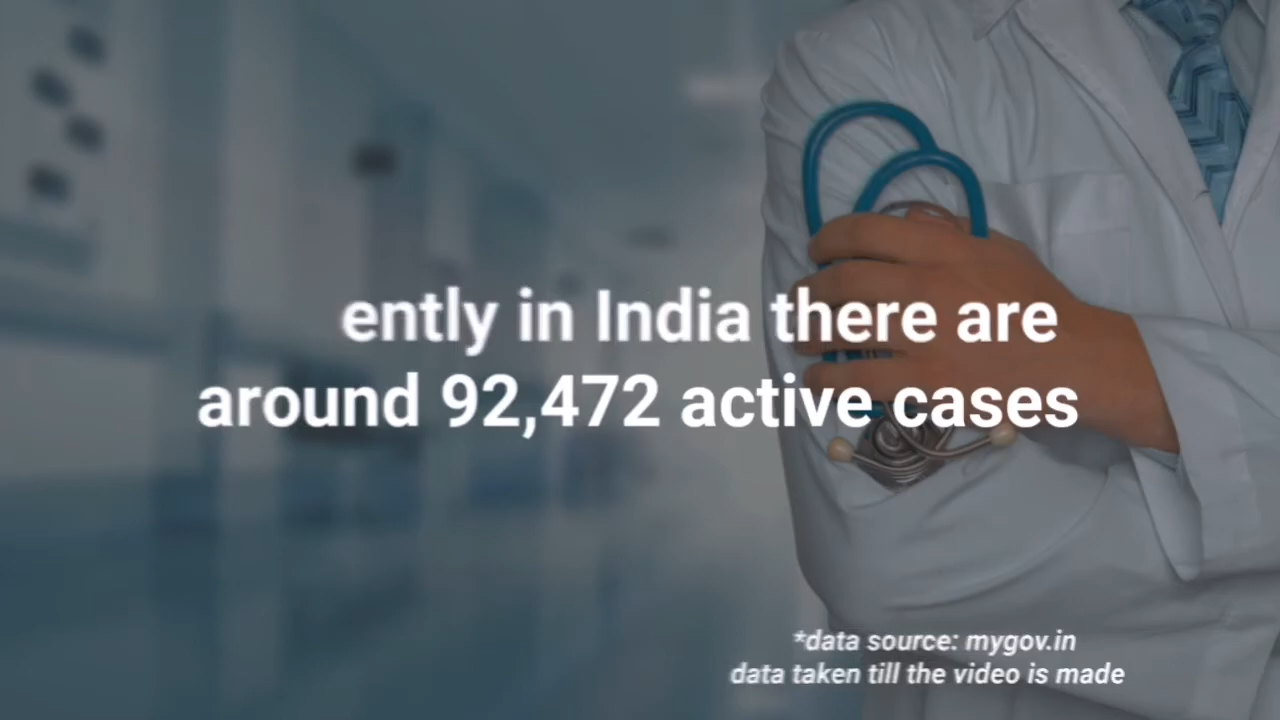 ently in India there are
around 92,472 active cases
*data source: mygov.in
data taken till the video is made